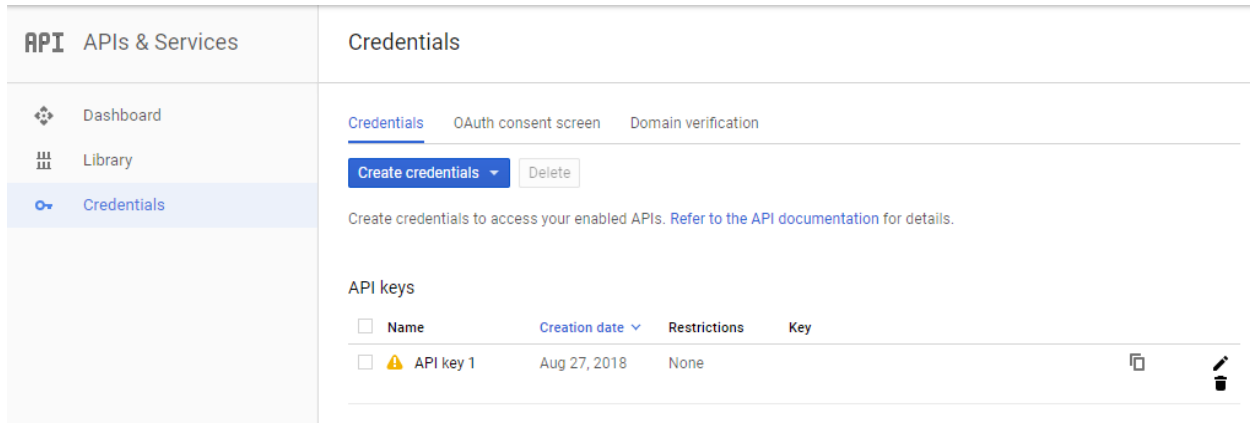 API APIs & Services
Credentials
Dashboard
Library
Credentials
Credentials OAuth consent screen Domain verification
Create credentials Delete
Create credentials to access your enabled APIs. Refer to the API documentation for details.
API keys
Name Creation date Restrictions Key
API key 1 Aug 27, 2018 None